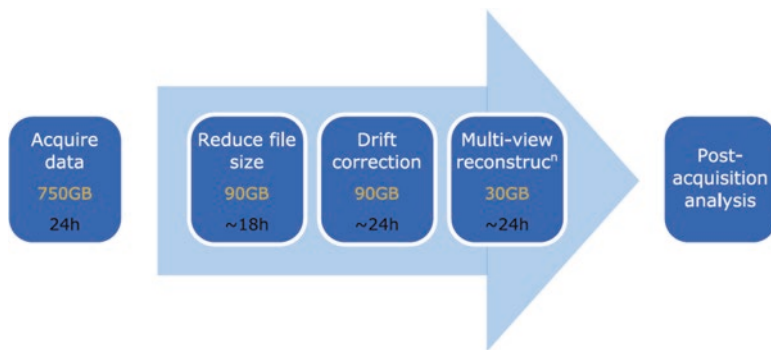 Acquire
data
750GB
24h
Reduce file
size
90GB
~18h
Drift
correction
90GB
~24h
Multi-view
reconstrucⁿ
30GB
~24h
Post-
acquisition
analysis